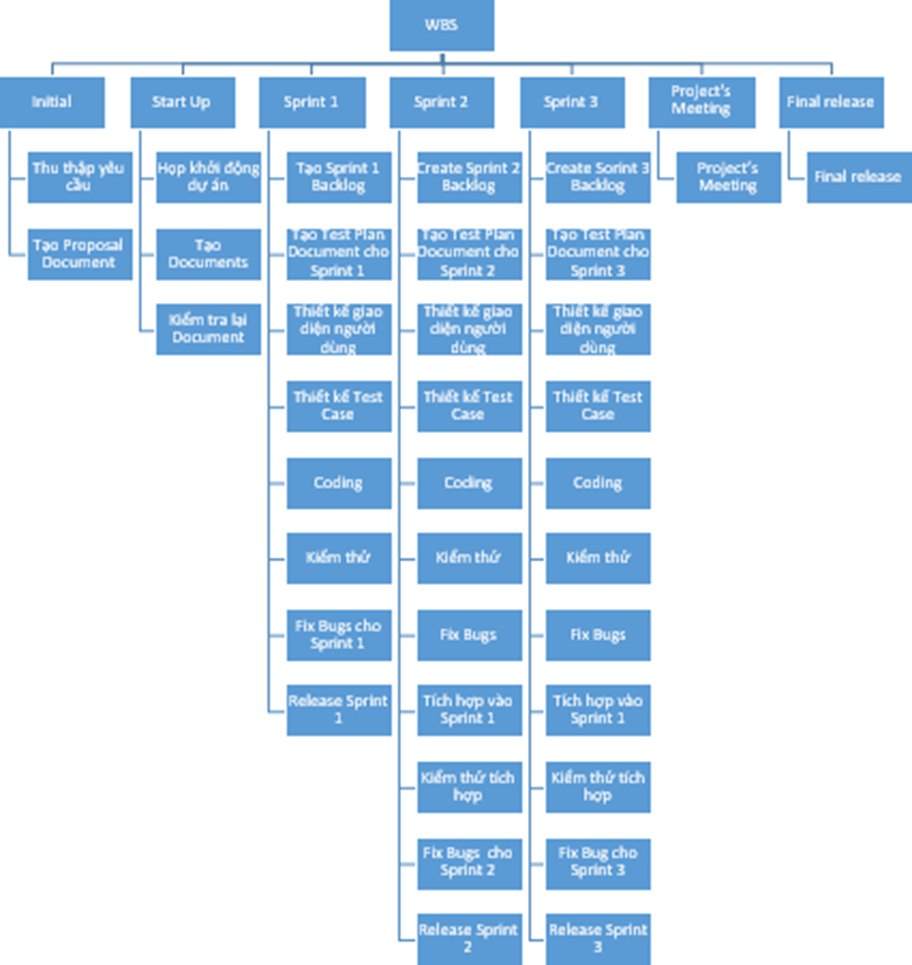 WBS
Initial
Thu thập yêu
cầu
Tạo Proposal
Document
Start Up
Họp khởi động
dự án
Tạo
Documents
Kiểm tra lại
Document
Sprint 1
Tạo Sprint 1
Backlog
Tạo Test Plan
Document cho
Sprint 1
Thiết kế giao
diện người
dùng
Thiết kế Test
Case
Coding
Kiểm thử
Fix Bugs cho
Sprint 1
Release Sprint
1
Sprint 2
Create Sprint 2
Backlog
Tạo Test Plan
Document cho
Sprint 2
Thiết kế giao
diện người
dùng
Thiết kế Test
Case
Coding
Kiểm thử
Fix Bugs
Tích hợp vào
Sprint 1
Kiểm thử tích
hợp
Fix Bugs cho
Sprint 2
Release Sprint
2
Sprint 3
Create Sorint 3
Backlog
Tạo Test Plan
Document cho
Sprint 3
Thiết kế giao
diện người
dùng
Thiết kế Test
Case
Coding
Kiểm thử
Fix Bugs
Tích hợp vào
Sprint 1
Kiểm thử tích
hợp
Fix Bug cho
Sprint 3
Release Sprint
3
Project's
Meeting
Project's
Meeting
Final release
Final release